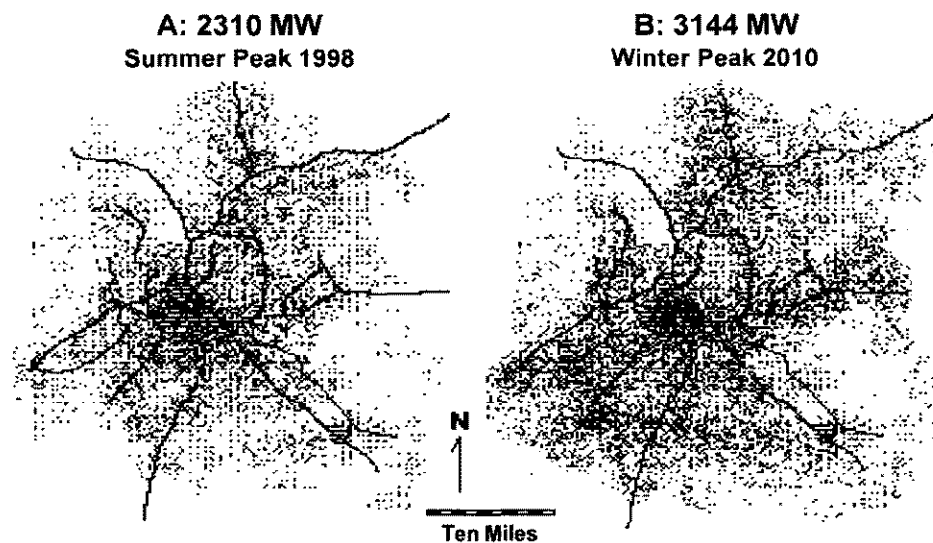 A: 2310 MW
Summer Peak 1998
B: 3144 MW
Winter Peak 2010
N
Ten Miles